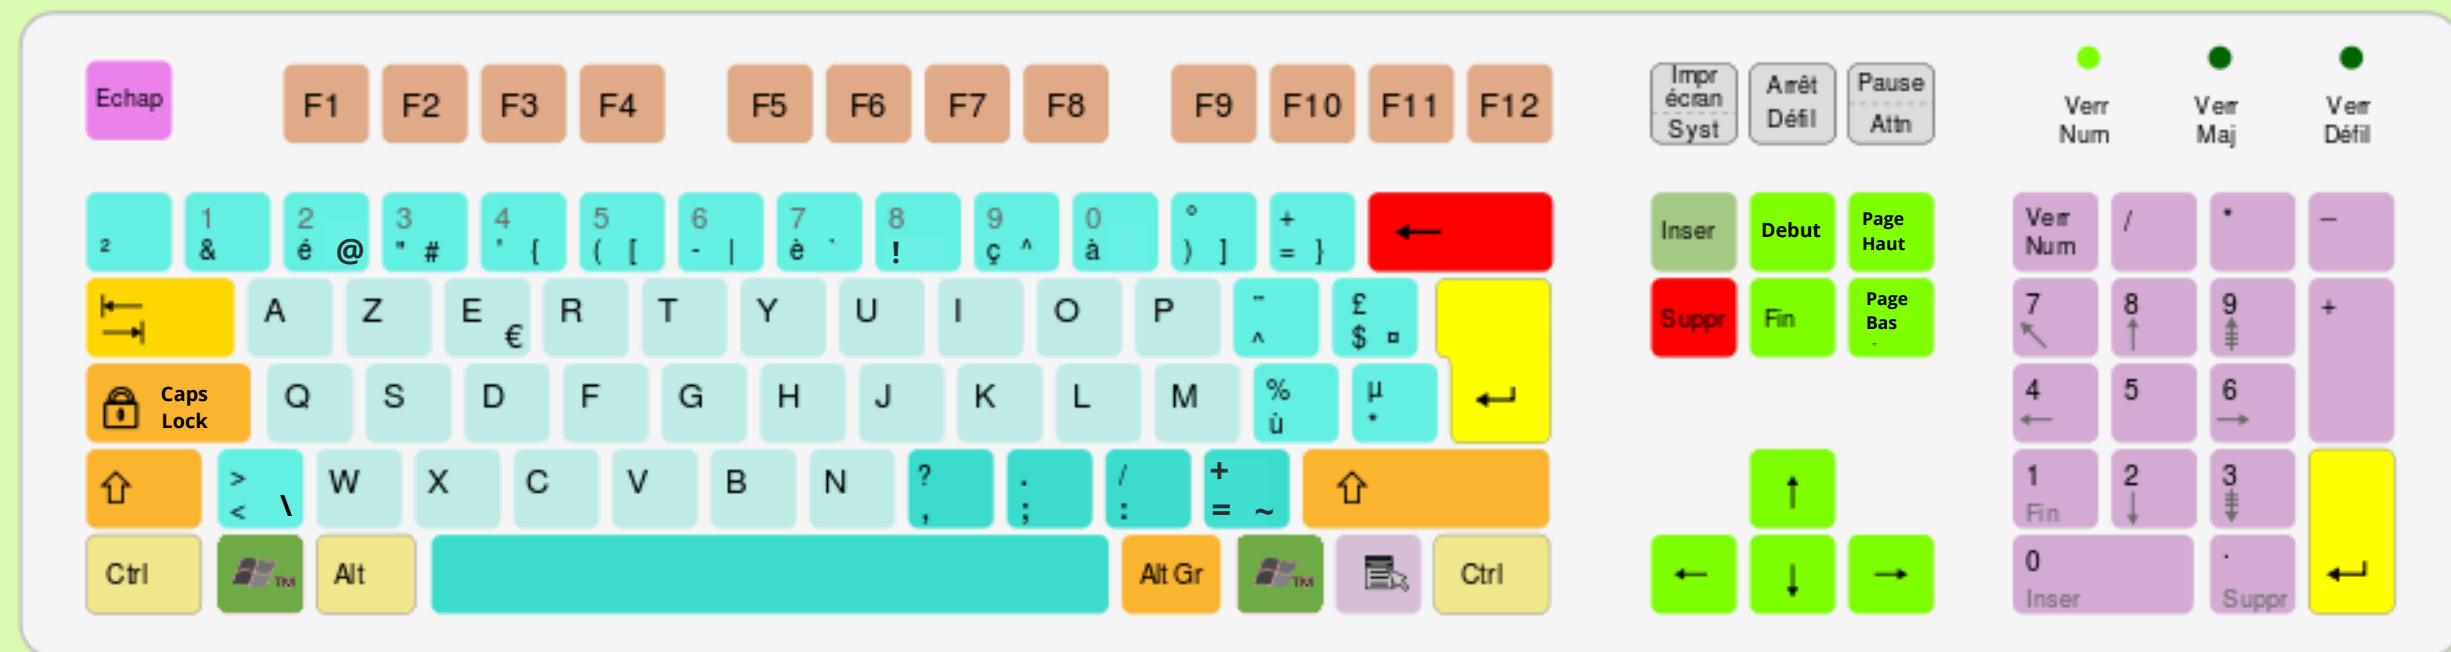 Echap F1 F2 F3 F4 F5 F6 F7 F8 F9 F10 F11 F12
Impr
écran
Syst
Arrêt
Défil
Pause
Attn
Verr
Num
Verr
Maj
Verr
Défil
²
1
&
2
é @
3
" #
4
' {
5
( [
6
- |
7
è `
8
!
9
ç ^
0
à
°
) ]
+
= }
←
Inser
Debut
Page
Haut
Verr
Num
/
*
–
A Z E € R T Y U I O P
¨
^
£
$ ¤
Suppr
Fin
Page
Bas
7
8
9
+
Caps
Lock
Q S D F G H J K L M
%
ù
µ
*
4
5
6
>
< \
W X C V B N
?
,
.
;
/
:
+
= ~
↑
1
Fin
2
3
Ctrl
TM
Alt
Alt Gr
TM
Ctrl
← ↓ →
0
Inser
.
Suppr